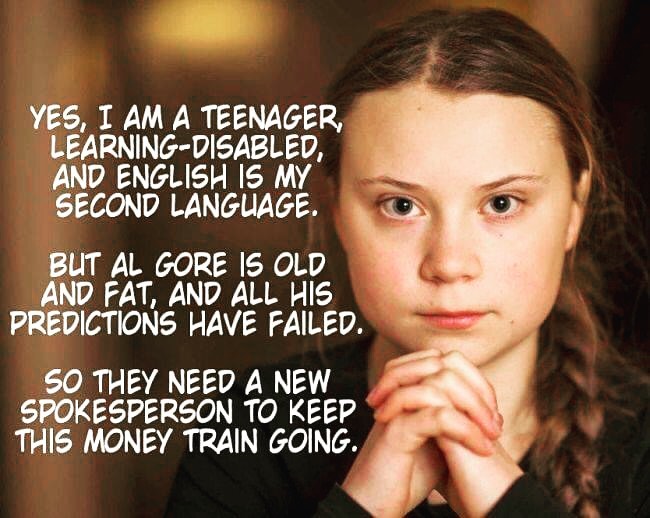 YES, I AM A TEENAGER,
LEARNING-DISABLED,
AND ENGLISH IS MY
SECOND LANGUAGE.
BUT AL GORE IS OLD
AND FAT, AND ALL HIS
PREDICTIONS HAVE FAILED.
SO THEY NEED A NEW
SPOKESPERSON TO KEEP
THIS MONEY TRAIN GOING.